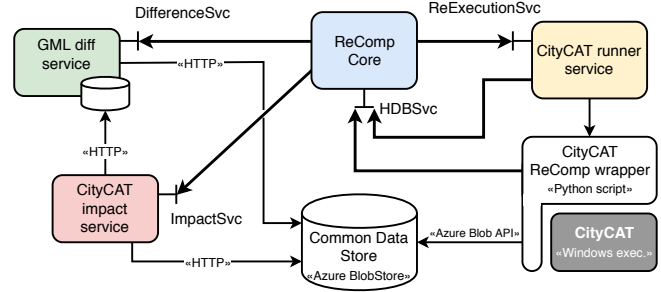 DifferenceSvc
ReExecutionSvc
GML diff
service
ReComp
Core
CityCAT runner
service
«HTTP»
HDBSvc
«HTTP»
CityCAT
ReComp wrapper
«Python script»
CityCAT
impact
service
ImpactSvc
Common Data
Store
«Azure BlobStore»
«Azure Blob API»
CityCAT
«Windows exec.»
«HTTP»